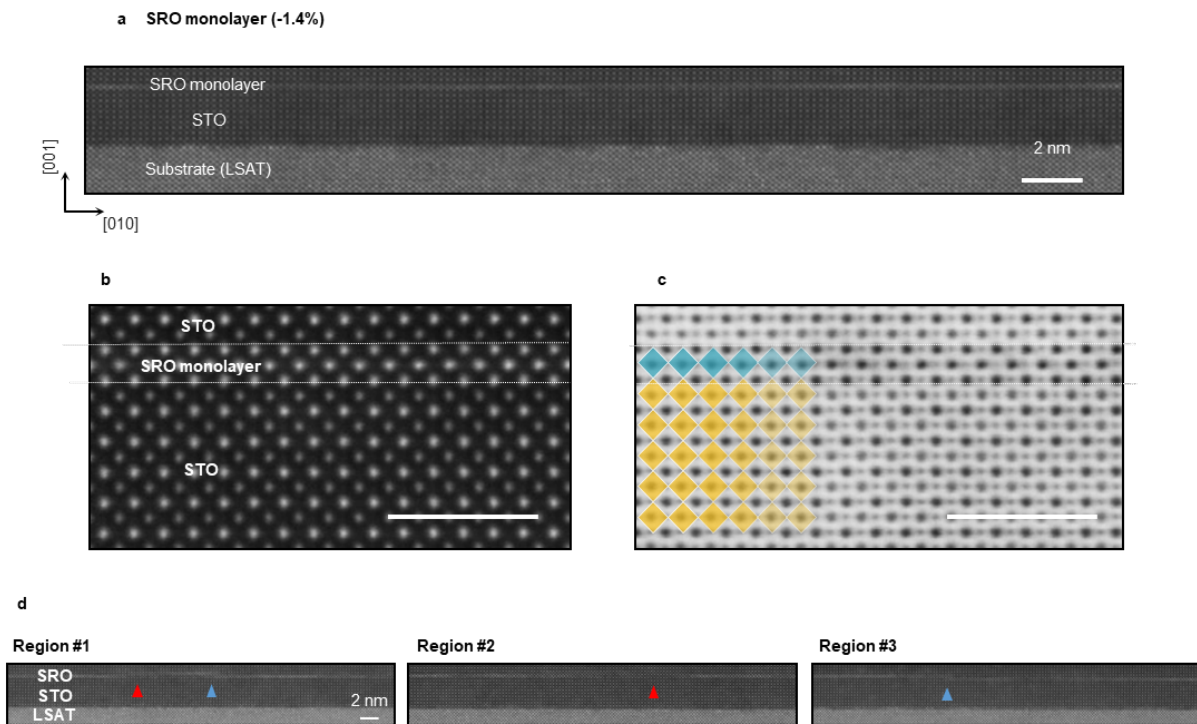 a SRO monolayer (-1.4%)
SRO monolayer
STO
Substrate (LSAT)
2 nm
[001]
[010]
b
STO
SRO monolayer
STO
c
d
Region #1
SRO
STO
LSAT
2 nm
Region #2
Region #3